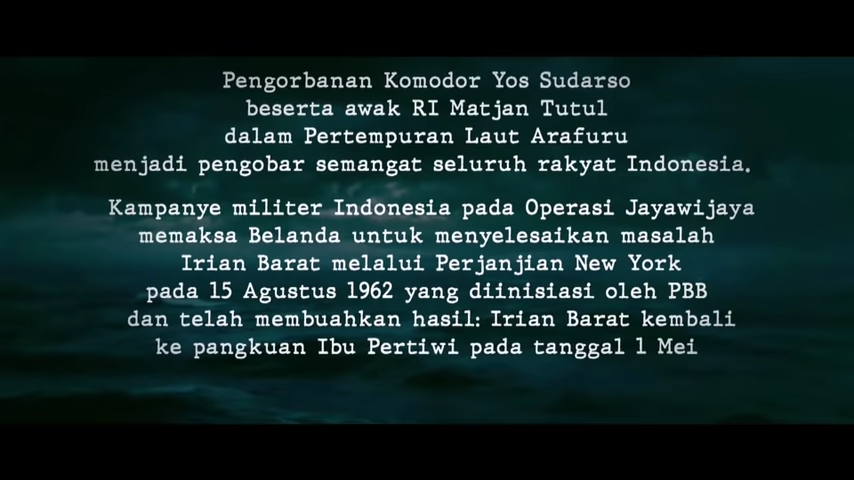 Pengorbanan Komodor Yos Sudarso
beserta awak RI Matjan Tutul
dalam Pertempuran Laut Arafuru
menjadi pengobar semangat seluruh rakyat Indonesia.
Kampanye militer Indonesia pada Operasi Jayawijaya
memaksa Belanda untuk menyelesaikan masalah
Irian Barat melalui Perjanjian New York
pada 15 Agustus 1962 yang diinisiasi oleh PBB
dan telah membuahkan hasil: Irian Barat kembali
ke pangkuan Ibu Pertiwi pada tanggal 1 Mei